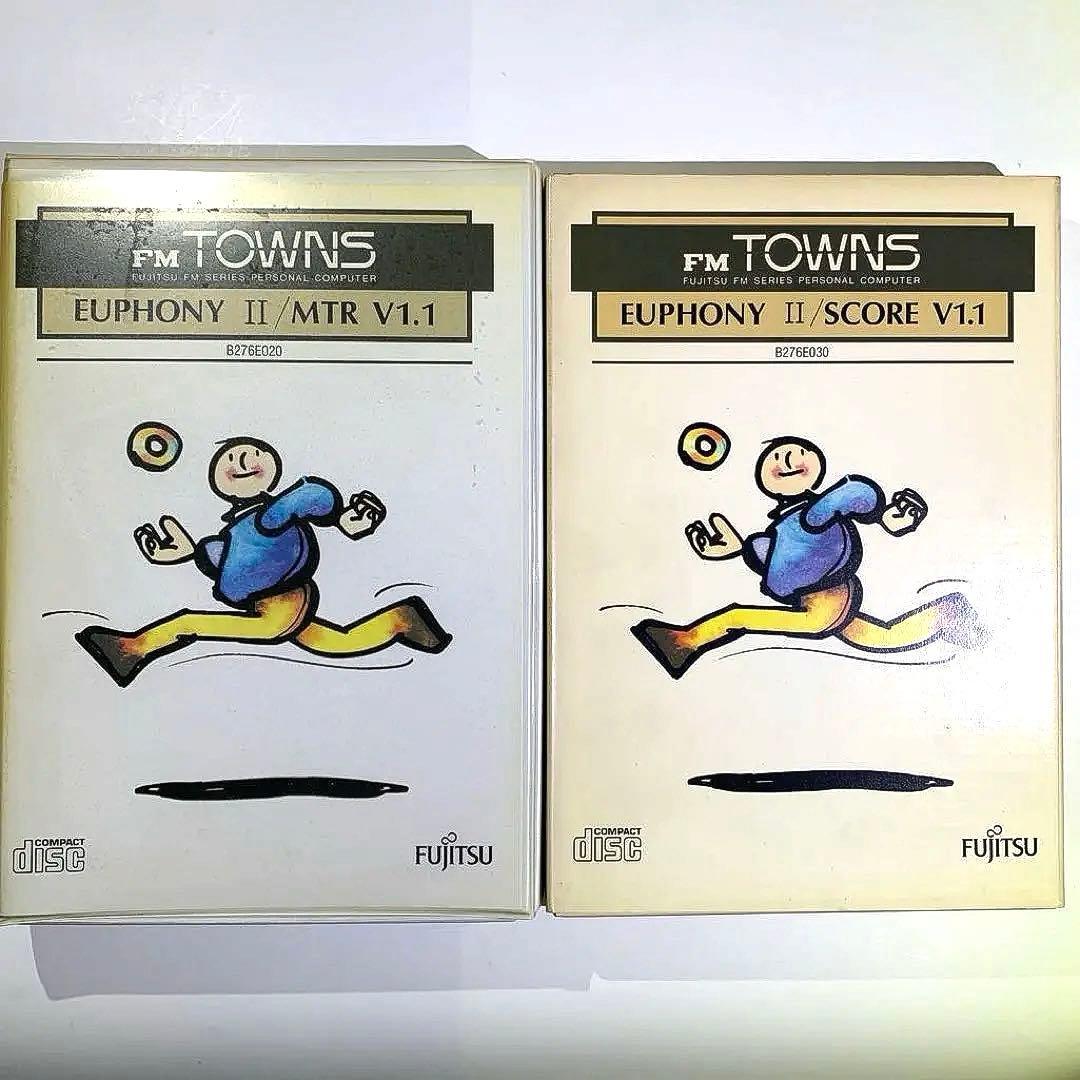 FM TOWNS
FUJITSU FM SERIES PERSONAL COMPUTER
EUPHONY II/MTR V1.1
B276E020
COMPACT
disc
FUJITSU
FM TOWNS
FUJITSU FM SERIES PERSONAL COMPUTER
EUPHONY II/SCORE V1.1
B276E030
COMPACT
disc
FUJITSU